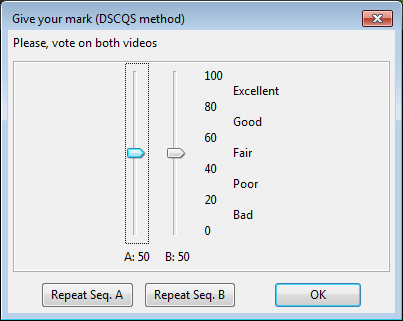 Give your mark (DSCQS method)
Please, vote on both videos
100
Excellent
80
Good
60
Fair
40
Poor
20
Bad
0
A: 50 B: 50
Repeat Seq. A Repeat Seq. B OK